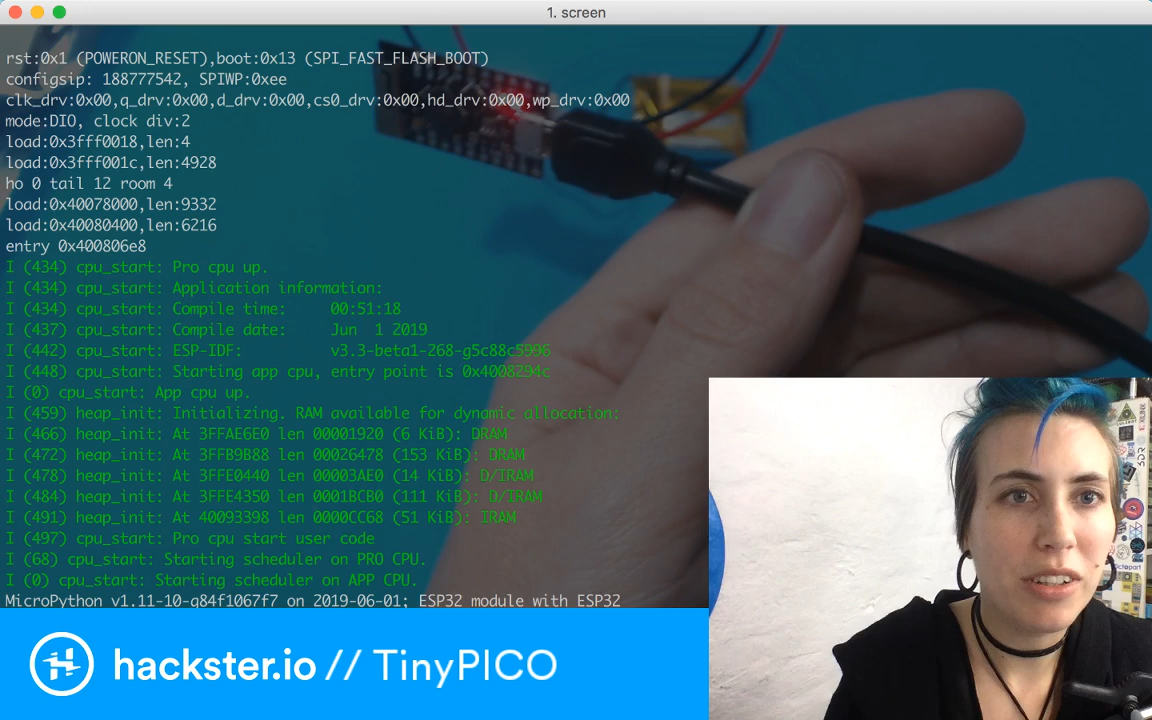 1. screen
rst:0x1 (POWERON_RESET),boot:0x13 (SPI_FAST_FLASH_BOOT)
configsip: 188777542, SPIWP:0xee
clk_drv:0x00,q_drv:0x00,d_drv:0x00,cs0_drv:0x00,hd_drv:0x00,wp_drv:0x00
mode:DIO, clock div:2
load:0x3fff0018,len:4
load:0x3fff001c,len:4928
ho 0 tail 12 room 4
load:0x40078000,len:9332
load:0x40080400,len:6216
entry 0x400806e8
I (434) cpu_start: Pro cpu up.
I (434) cpu_start: Application information:
I (434) cpu_start: Compile time:     00:51:18
I (437) cpu_start: Compile date:     Jun  1 2019
I (442) cpu_start: ESP-IDF:          v3.3-beta1-268-g5c88c5996
I (448) cpu_start: Starting app cpu, entry point is 0x4008294c
I (0) cpu_start: App cpu up.
I (459) heap_init: Initializing. RAM available for dynamic allocation:
I (466) heap_init: At 3FFAE6E0 len 00001920 (6 KiB): DRAM
I (472) heap_init: At 3FFB9B88 len 00026478 (153 KiB): DRAM
I (478) heap_init: At 3FFE0440 len 00003AE0 (14 KiB): D/IRAM
I (484) heap_init: At 3FFE4350 len 0001BCB0 (111 KiB): D/IRAM
I (491) heap_init: At 40093398 len 0000CC68 (51 KiB): IRAM
I (497) cpu_start: Pro cpu start user code
I (68) cpu_start: Starting scheduler on PRO CPU.
I (0) cpu_start: Starting scheduler on APP CPU.
MicroPython v1.11-10-g84f1067f7 on 2019-06-01; ESP32 module with ESP32
hackster.io // TinyPICO
XILINX
Octopart